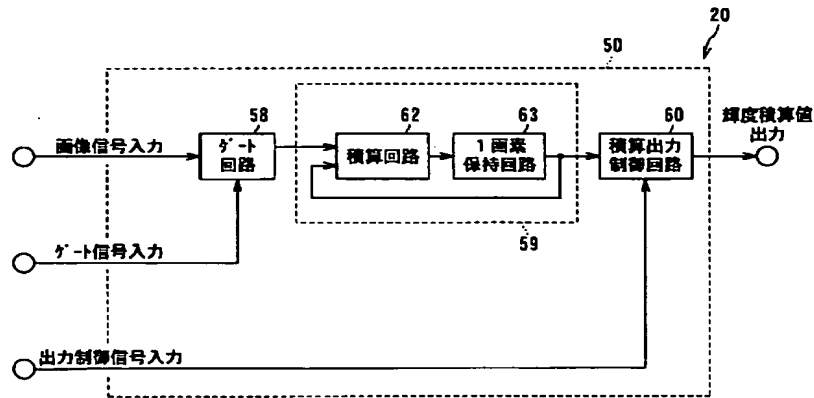 20
50
58
62
63
60
輝度積算値
出力
画像信号入力
ｹﾞｰﾄ
回路
積算回路
1画素
保持回路
積算出力
制御回路
59
ｹﾞｰﾄ信号入力
出力制御信号入力